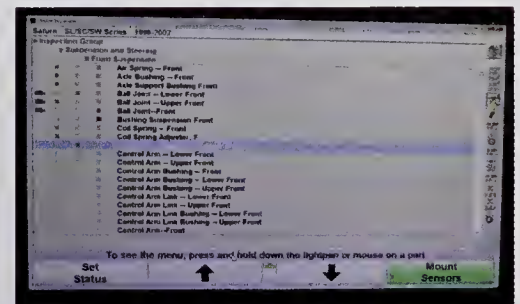 Saturn SL/SC/SW Series 1996-2002
Inspection Group
Suspension and Steering
Front Suspension
Air Spring -- Front
Axle Bushing -- Front
Axle Support Bushing Front
Ball Joint -- Lower Front
Ball Joint -- Upper Front
Ball Joint--Front
Bushing Suspension Front
Coil Spring -- Front
Coil Spring Adjuster, F
Control Arm -- Lower Front
Control Arm -- Upper Front
Control Arm Bushing -- Front
Control Arm Bushing -- Lower Front
Control Arm Bushing -- Upper Front
Control Arm Link -- Lower Front
Control Arm Link -- Upper Front
Control Arm Link Bushing -- Lower Front
Control Arm Link Bushing -- Upper Front
Control Arm--Front
To see the menu, press and hold down the lightpen or mouse on a part
Set Status
Mount Sensors